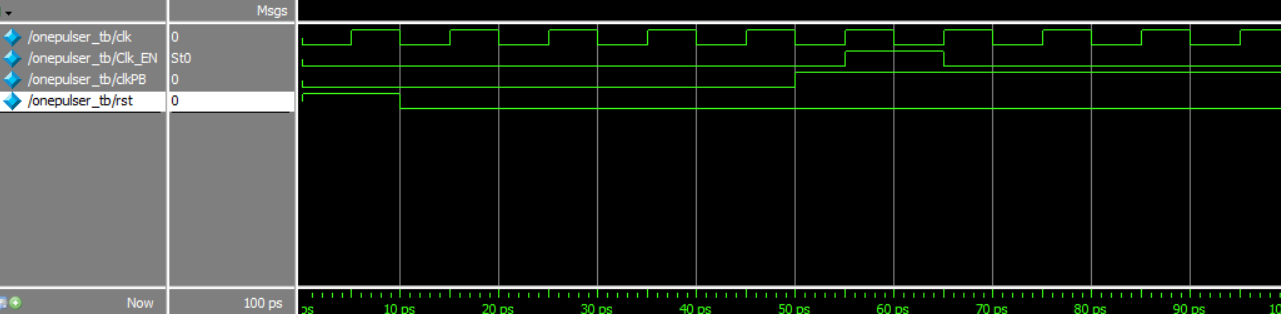 Msgs
/onepulser_tb/clk 0
/onepulser_tb/Clk_EN St0
/onepulser_tb/clkPB 0
/onepulser_tb/rst 0
Now 100 ps
ps 10 ps 20 ps 30 ps 40 ps 50 ps 60 ps 70 ps 80 ps 90 ps 10